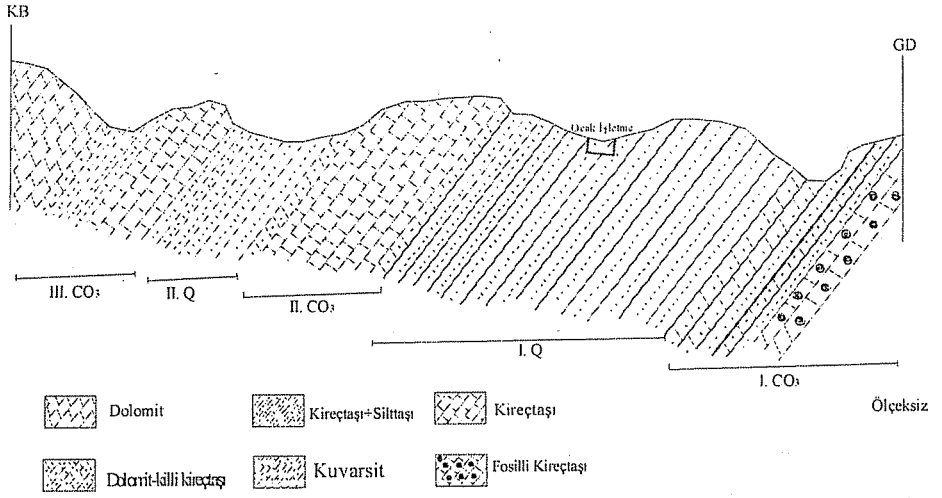 KB
GD
Ocak İşletme
III. CO3
II. Q
II. CO3
I. Q
I. CO3
Dolomit
Kireçtaşı÷Silttaşı
Kireçtaşı
Ölçeksiz
Dolomit-killi kireçtaşı
Kuvarsit
Fosilli Kireçtaşı